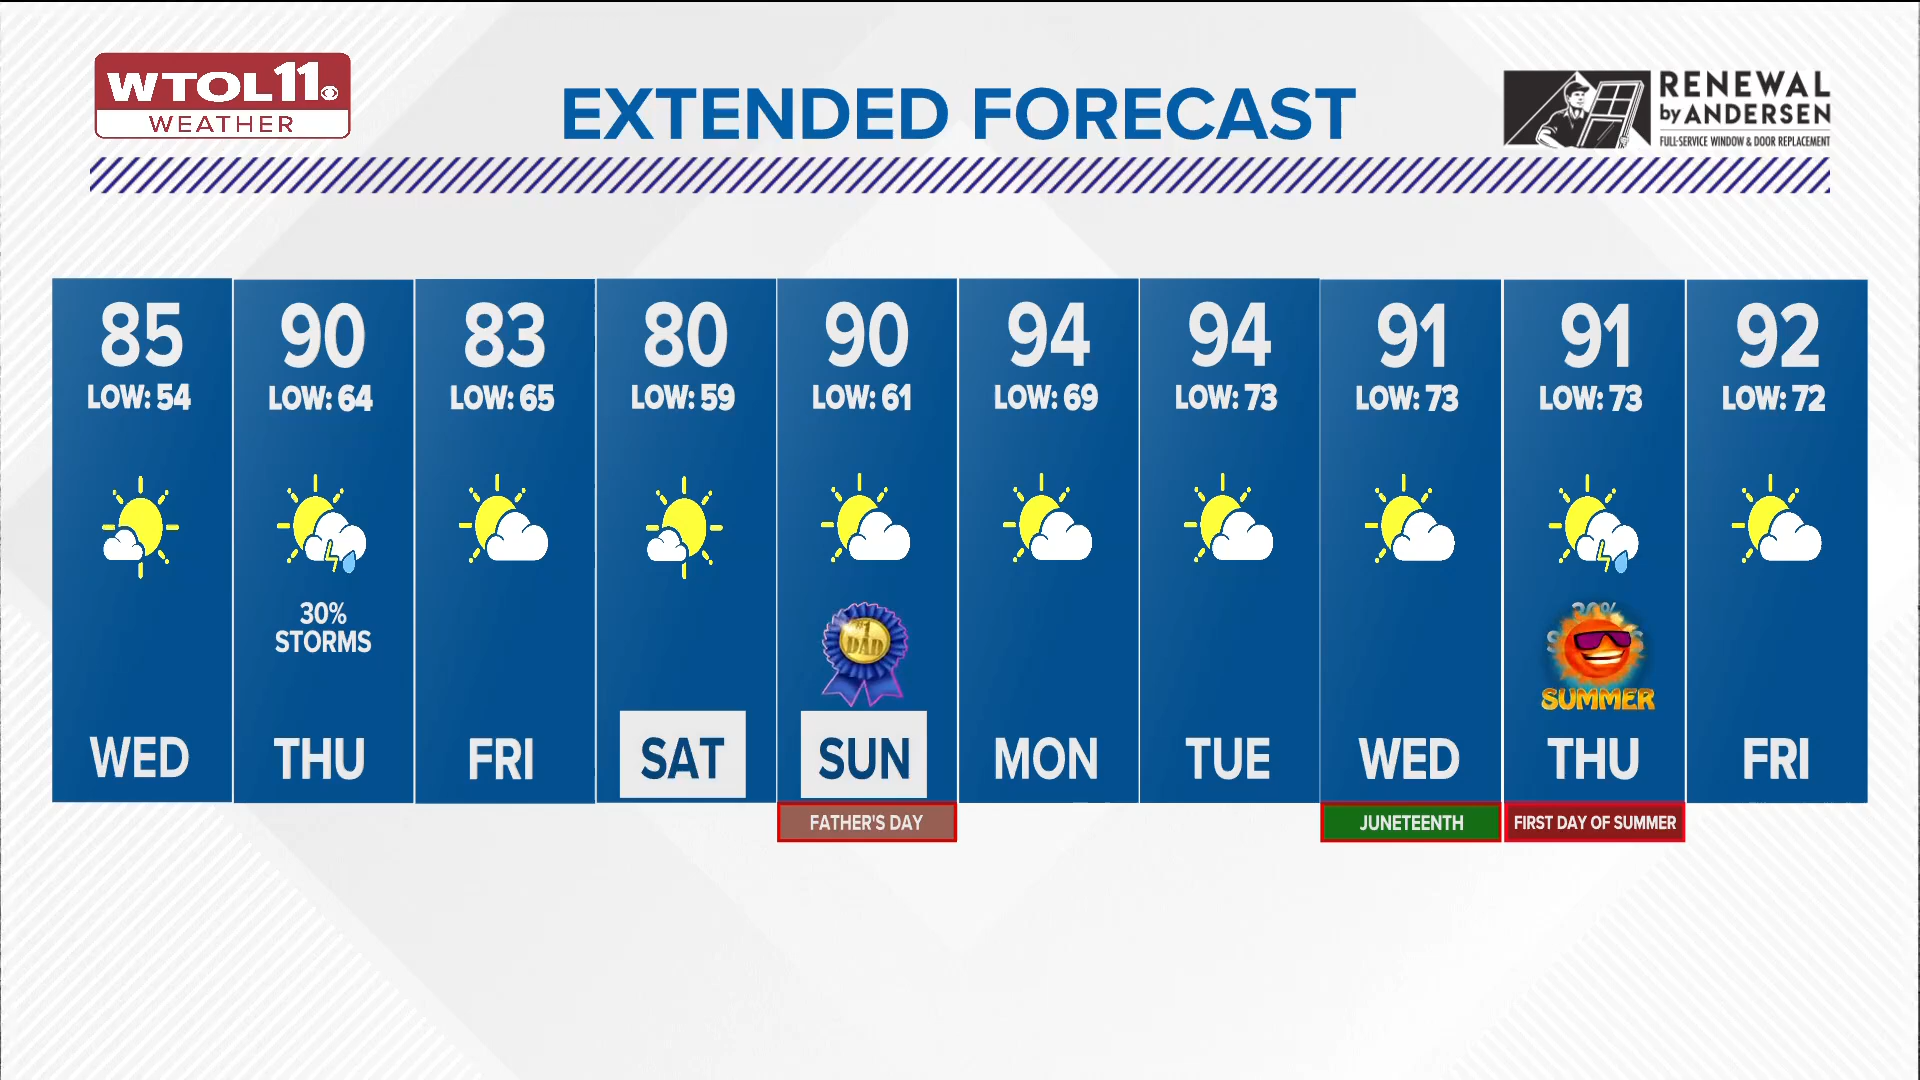 WTOL 11
WEATHER
EXTENDED FORECAST
RENEWAL
by ANDERSEN
FULL-SERVICE WINDOW & DOOR REPLACEMENT
85 90 83 80 90 94 94 91 91 92
LOW: 54 LOW: 64 LOW: 65 LOW: 59 LOW: 61 LOW: 69 LOW: 73 LOW: 73 LOW: 73 LOW: 72
30%
STORMS
#1
DAD
SUMMER
WED THU FRI SAT SUN MON TUE WED THU FRI
FATHER'S DAY JUNETEENTH FIRST DAY OF SUMMER